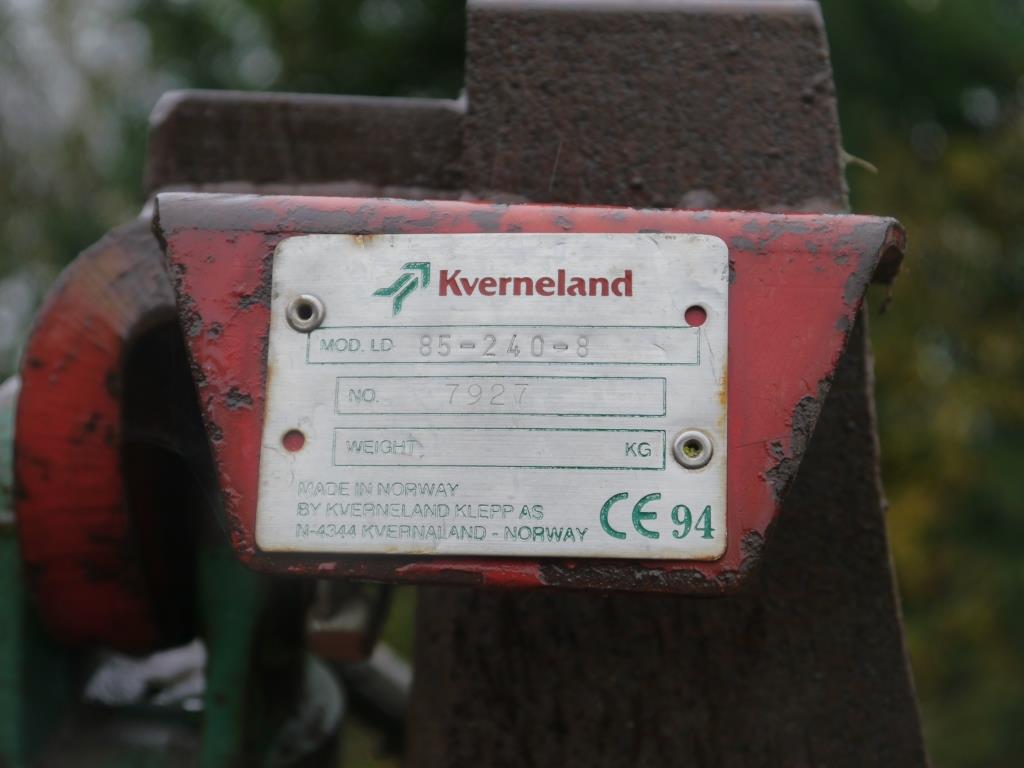 Kverneland
MOD. LD 85-240-8
NO. 7927
WEIGHT KG
MADE IN NORWAY
BY KVERNELAND KLEPP AS
N-4344 KVERNALAND - NORWAY
CE 94